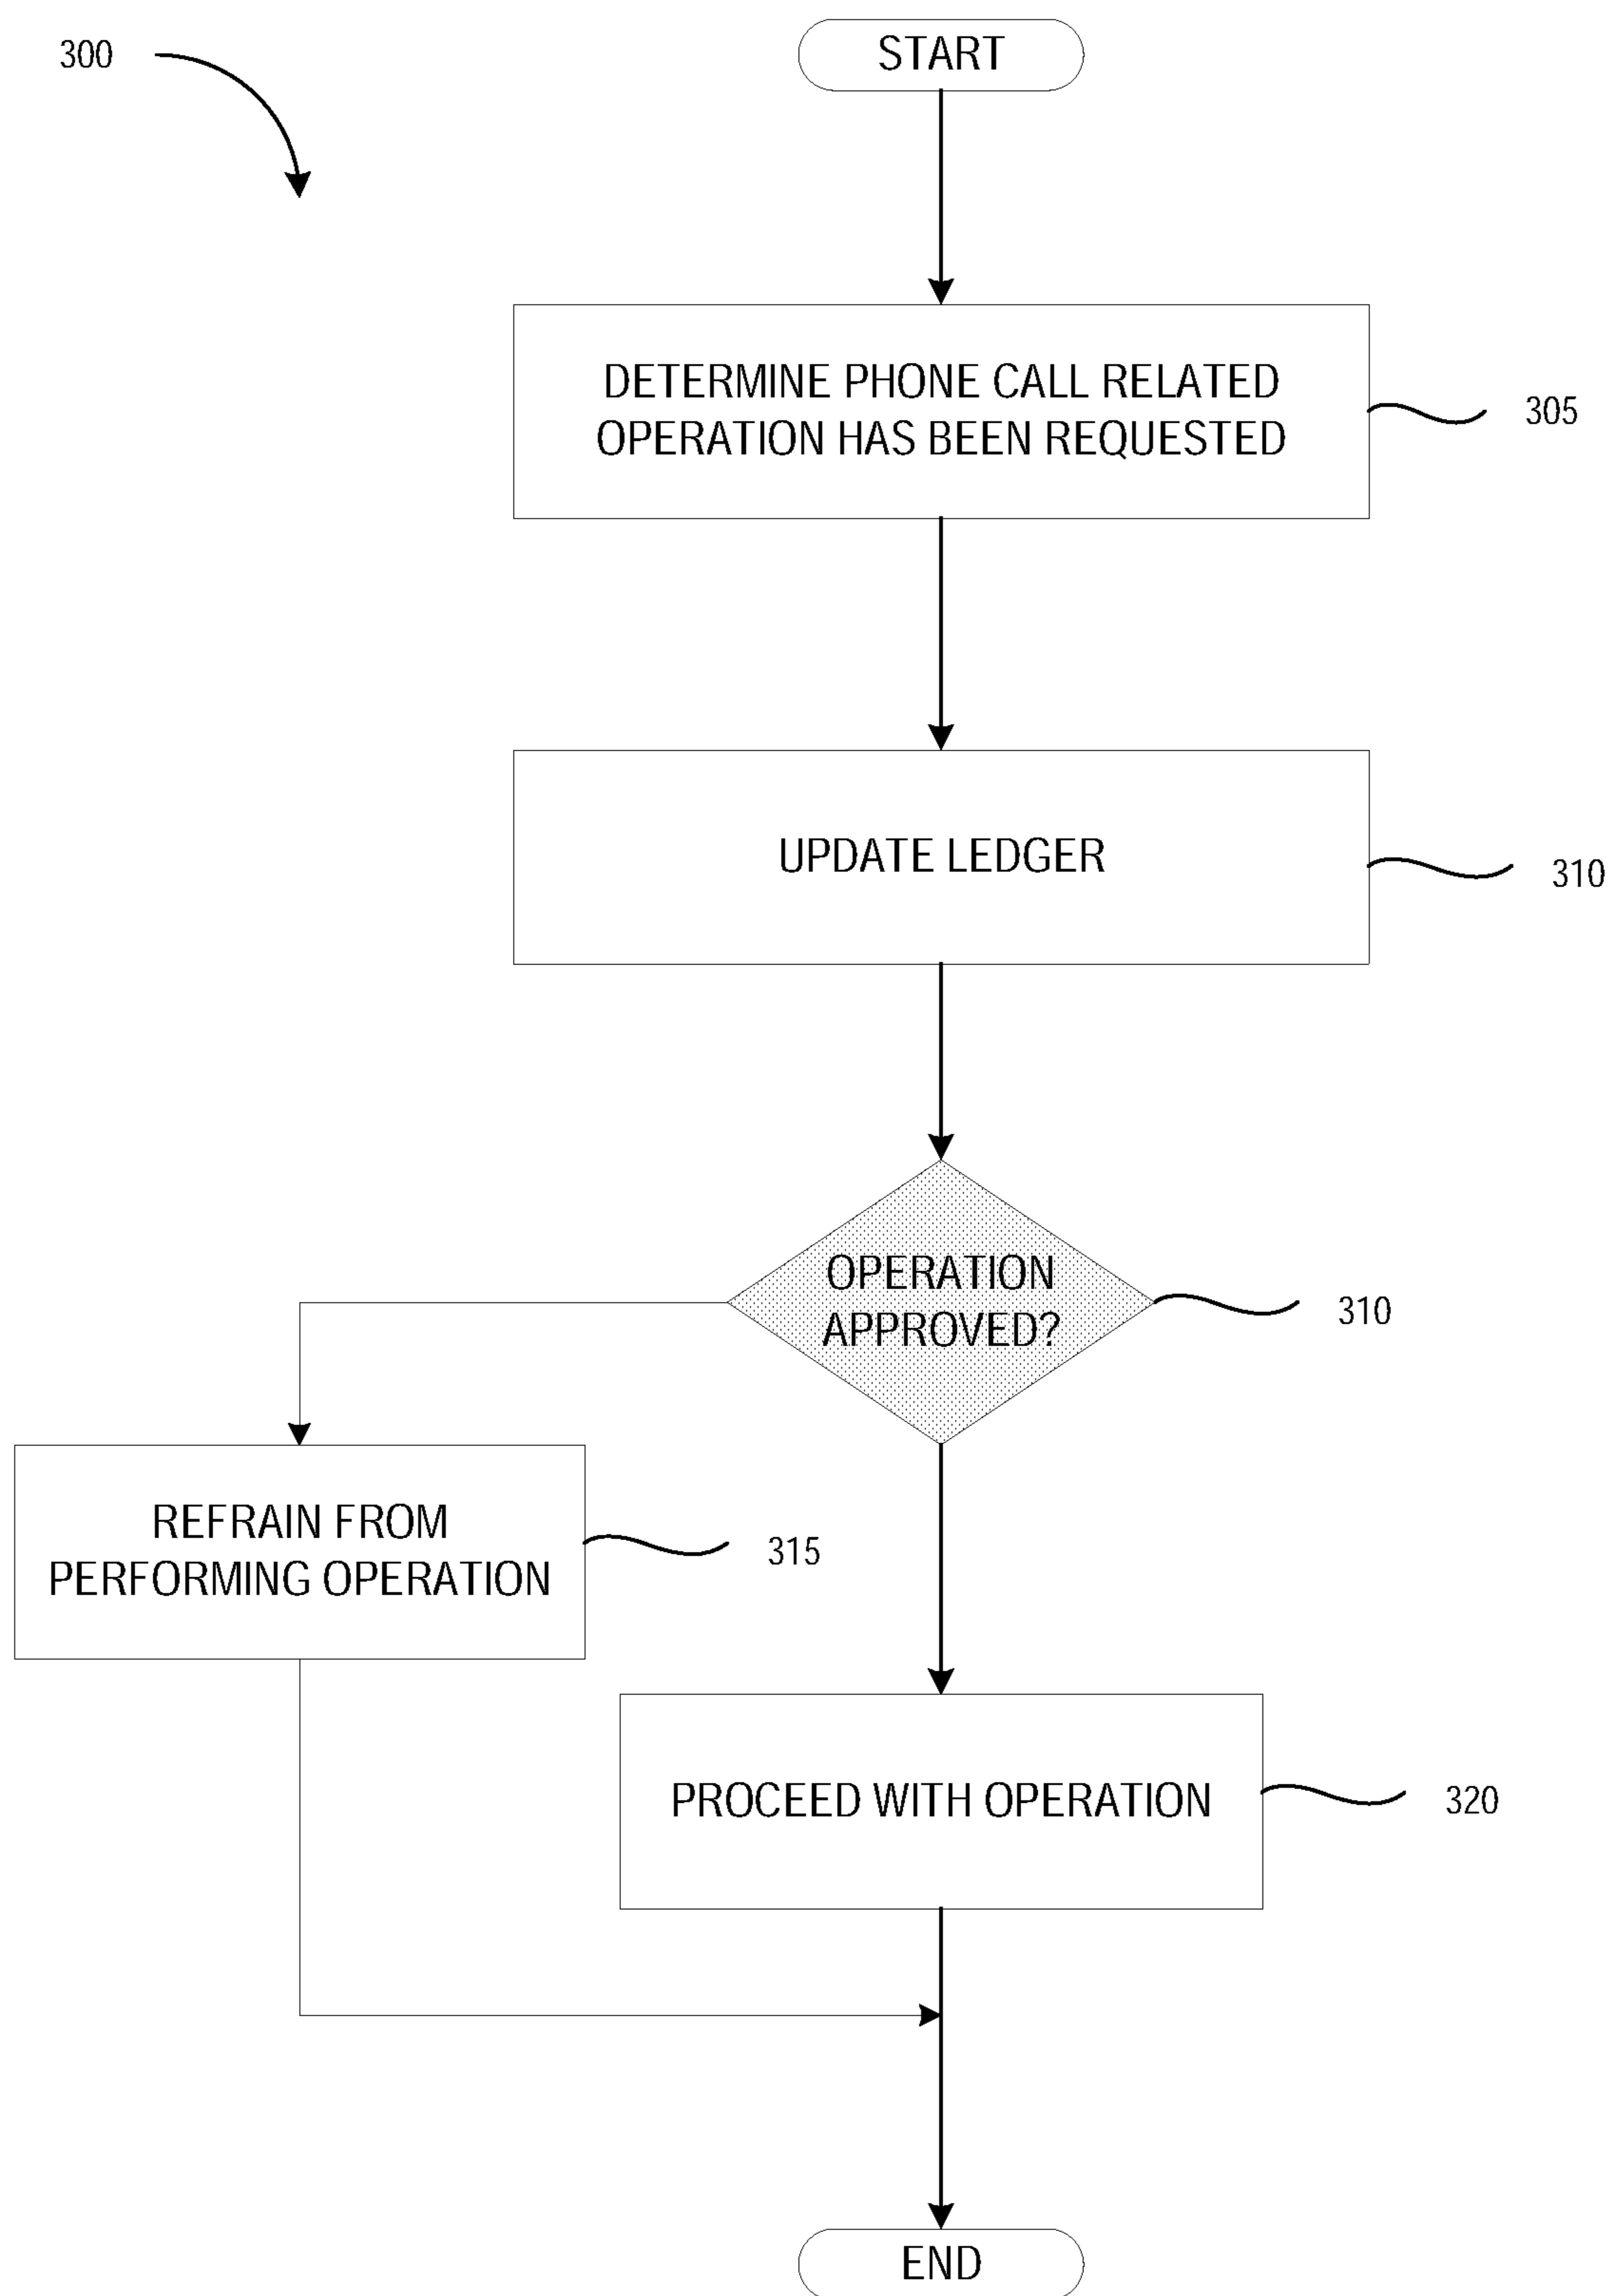 300
START
DETERMINE PHONE CALL RELATED
OPERATION HAS BEEN REQUESTED
305
UPDATE LEDGER
310
OPERATION
APPROVED?
310
REFRAIN FROM
PERFORMING OPERATION
315
PROCEED WITH OPERATION
320
END